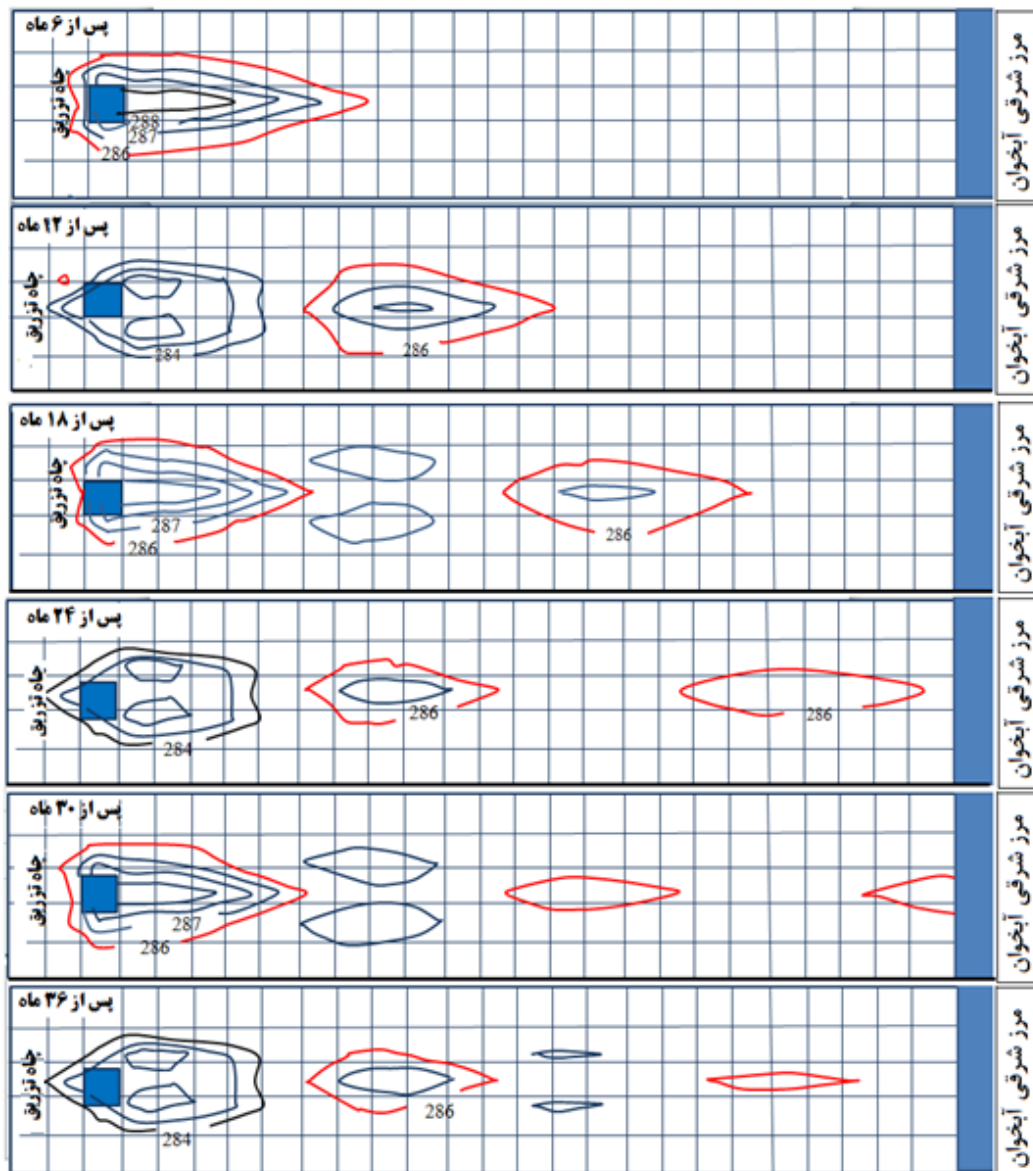 پس از ۶ ماه
چاه تزریق
288
287
286
مرز شرقی آبخوان
پس از ۱۲ ماه
چاه تزریق
284
286
مرز شرقی آبخوان
پس از ۱۸ ماه
چاه تزریق
287
286
286
مرز شرقی آبخوان
پس از ۲۴ ماه
چاه تزریق
284
286
286
مرز شرقی آبخوان
پس از ۳۰ ماه
چاه تزریق
287
286
مرز شرقی آبخوان
پس از ۳۶ ماه
چاه تزریق
284
286
مرز شرقی آبخوان